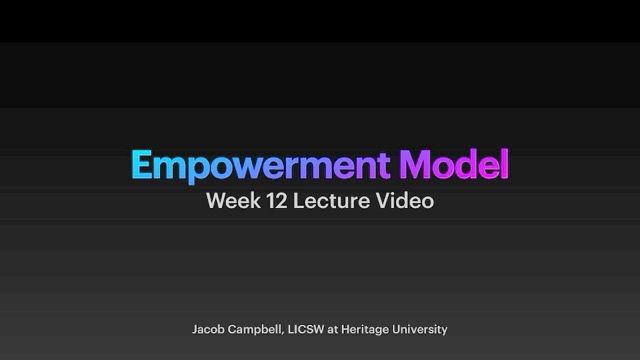 Empowerment Model
Week 12 Lecture Video
Jacob Campbell, LICSW at Heritage University